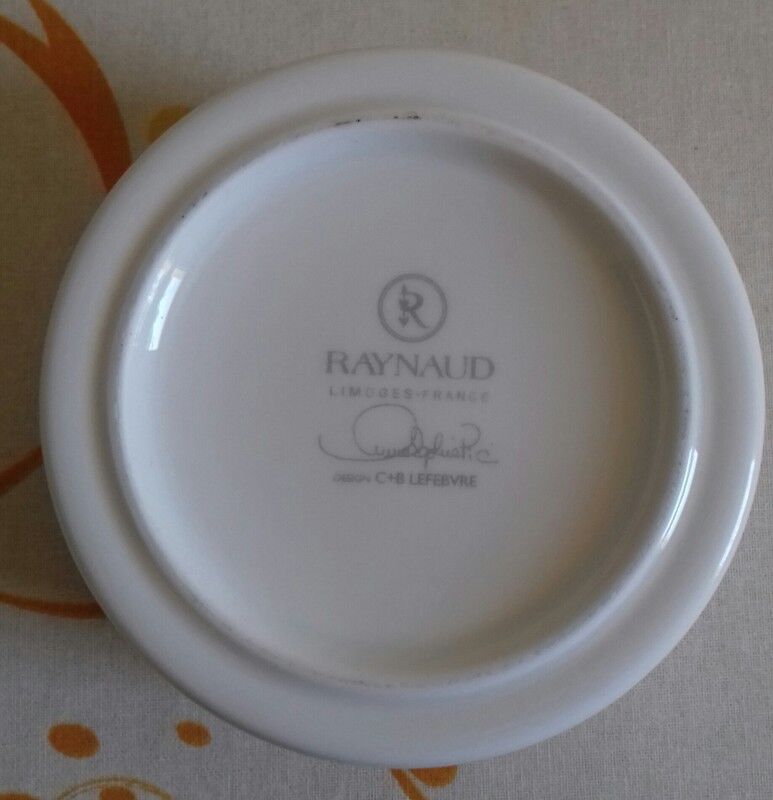 R
RAYNAUD
LIMOGES-FRANCE
DESIGN C+B LEFEBVRE